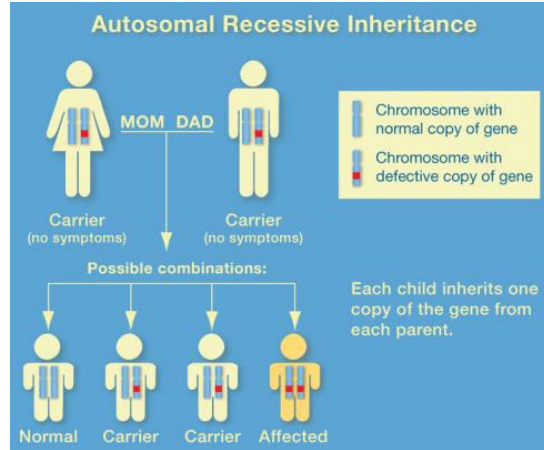 Autosomal Recessive Inheritance
MOM DAD
Chromosome with
normal copy of gene
Chromosome with
defective copy of gene
Carrier
(no symptoms)
Carrier
(no symptoms)
Possible combinations:
Each child inherits one
copy of the gene from
each parent.
Normal
Carrier
Carrier
Affected